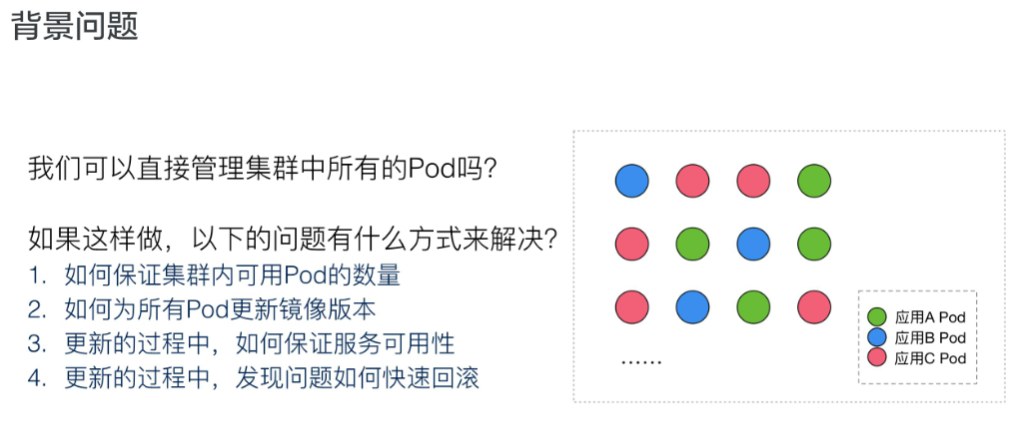 背景问题
我们可以直接管理集群中所有的Pod吗？
如果这样做，以下的问题有什么方式来解决？
1. 如何保证集群内可用Pod的数量
2. 如何为所有Pod更新镜像版本
3. 更新的过程中，如何保证服务可用性
4. 更新的过程中，发现问题如何快速回滚
......
应用A Pod
应用B Pod
应用C Pod